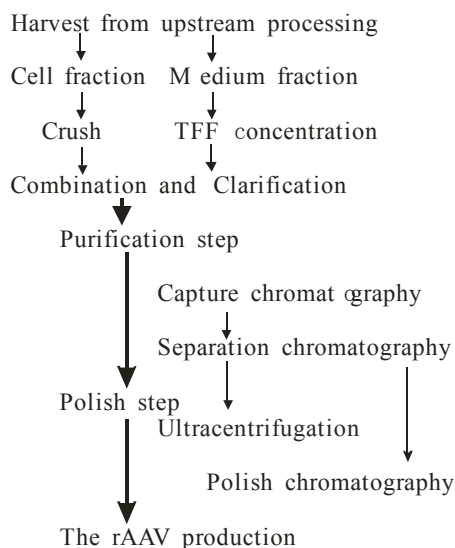 Harvest from upstream processing
Cell fraction M edium fraction
Crush TFF concentration
Combination and Clarification
Purification step
Capture chromat ography
Separation chromatography
Polish step
Ultracentrifugation
Polish chromatography
The rAAV production